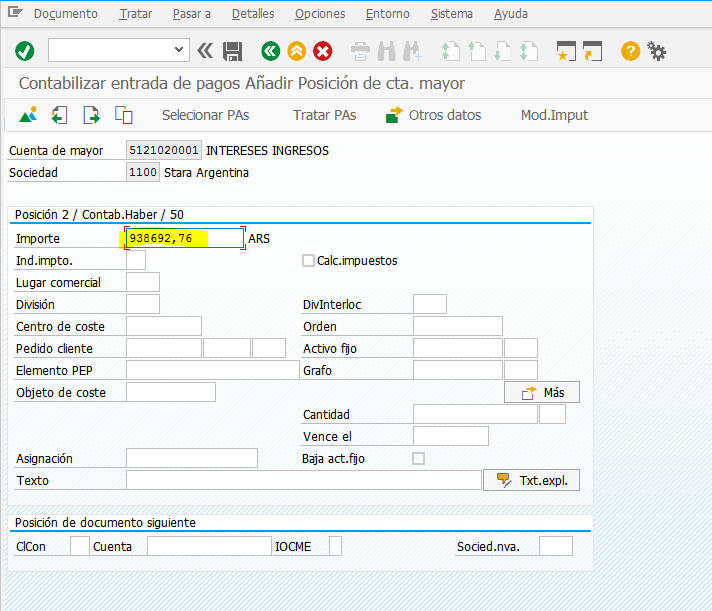 Documento Tratar Pasar a Detalles Opciones Entorno Sistema Ayuda
Contabilizar entrada de pagos Añadir Posición de cta. mayor
Selecionar PAs Tratar PAs Otros datos Mod.Imput
Cuenta de mayor 5121020001 INTERESES INGRESOS
Sociedad 1100 Stara Argentina
Posición 2 / Contab.Haber / 50
Importe 938692,76 ARS
Ind.impto. Calc.impuestos
Lugar comercial
División DivInterloc
Centro de coste Orden
Pedido cliente Activo fijo
Elemento PEP Grafo
Objeto de coste Más
Cantidad
Vence el
Asignación Baja act.fijo
Texto Txt.expl.
Posición de documento siguiente
ClCon Cuenta IOCME Socied.nva.